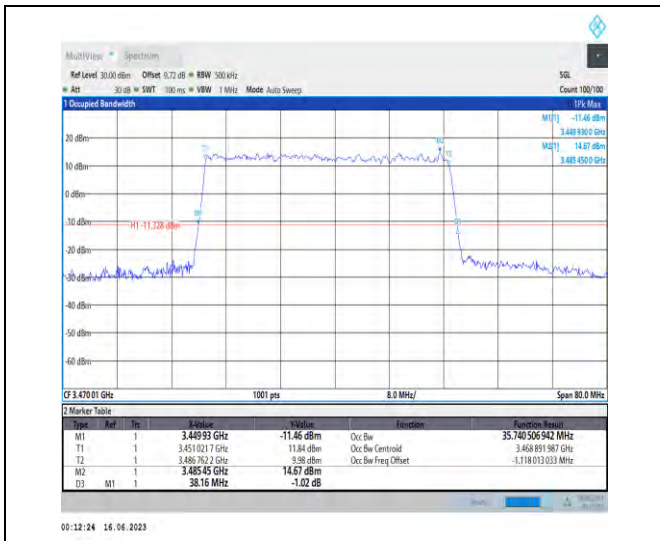 MultiView Spectrum
Ref Level 30.00 dBm Offset 9.72 dB RBW 500 kHz SGL
Att 30 dB SWT 100 ms VBW 1 MHz Mode Auto Sweep Count 100/100
1 Occupied Bandwidth 1Pk Max
M1[1] -11.46 dBm
3.449 930 0 GHz
M2[1] 14.67 dBm
3.485 450 0 GHz
20 dBm
10 dBm
0 dBm
-10 dBm
H1 -11.328 dBm
-20 dBm
-30 dBm
-40 dBm
-50 dBm
-60 dBm
M1
T1
M2
T2
D3
CF 3.470 01 GHz 1001 pts 8.0 MHz/ Span 80.0 MHz
2 Marker Table
Type Ref Trc X-Value Y-Value Function Function Result
M1 1 3.449 93 GHz -11.46 dBm Occ Bw 35.740 506 942 MHz
T1 1 3.451 021 7 GHz 11.84 dBm Occ Bw Centroid 3.468 891 987 GHz
T2 1 3.486 762 2 GHz 9.98 dBm Occ Bw Freq Offset -1.118 013 033 MHz
M2 1 3.485 45 GHz 14.67 dBm
D3 M1 1 38.16 MHz -1.02 dB
00:12:24 16.06.2023